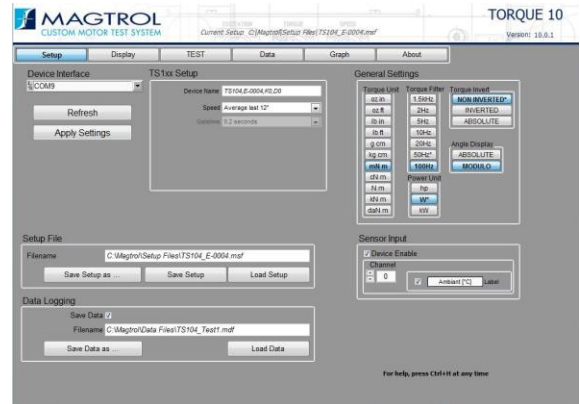 MAGTROL
CUSTOM MOTOR TEST SYSTEM
Current Setup C:\Magtrol\Setup Files\TS104_E-0004.msf
TORQUE 10
Version: 10.0.1
Setup Display TEST Data Graph About
Device Interface
COM9
Refresh
Apply Settings
TS1xx Setup
Device Name TS104,E-0004,F0,D0
Speed Average last 12°
0.2 seconds
General Settings
Torque Unit
oz in
oz ft
lb in
lb ft
g cm
kg cm
mN m
cN m
N m
kN m
daN m
Torque Filter
1.5kHz
2Hz
5Hz
10Hz
20Hz
50Hz*
100Hz
Power Unit
hp
W*
kW
Torque Invert
NON INVERTED*
INVERTED
ABSOLUTE
Angle Display
ABSOLUTE
MODULO
Setup File
Filename C:\Magtrol\Setup Files\TS104_E-0004.msf
Save Setup as ... Save Setup Load Setup
Sensor Input
Device Enable
Channel
0
Ambiant [°C] Label
Data Logging
Save Data
Filename C:\Magtrol\Data Files\TS104_Test1.mdf
Save Data as ... Load Data
For help, press Ctrl+H at any time